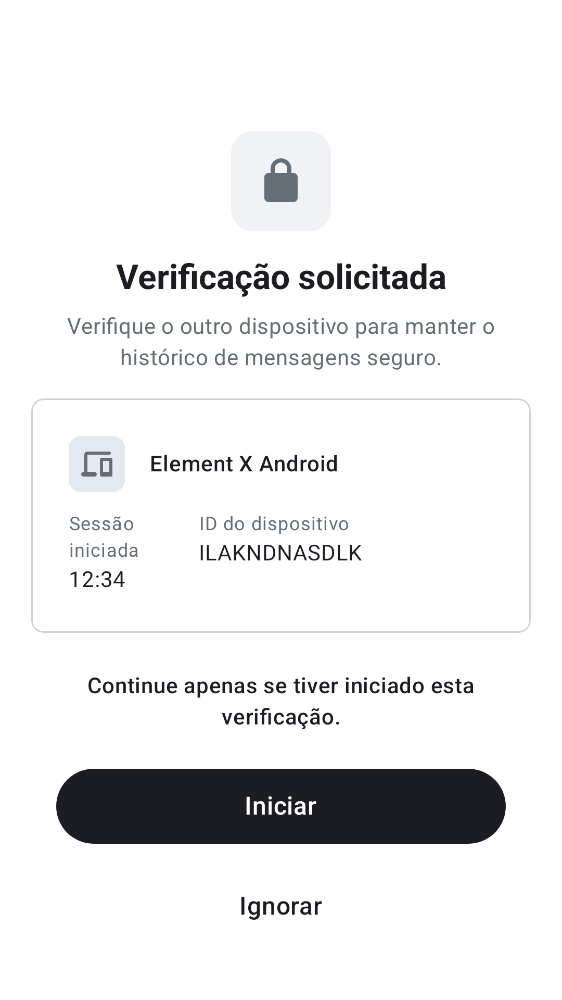 Verificação solicitada
Verifique o outro dispositivo para manter o
histórico de mensagens seguro.
Element X Android
Sessão
iniciada
12:34
ID do dispositivo
ILAKNDNASDLK
Continue apenas se tiver iniciado esta
verificação.
Iniciar
Ignorar